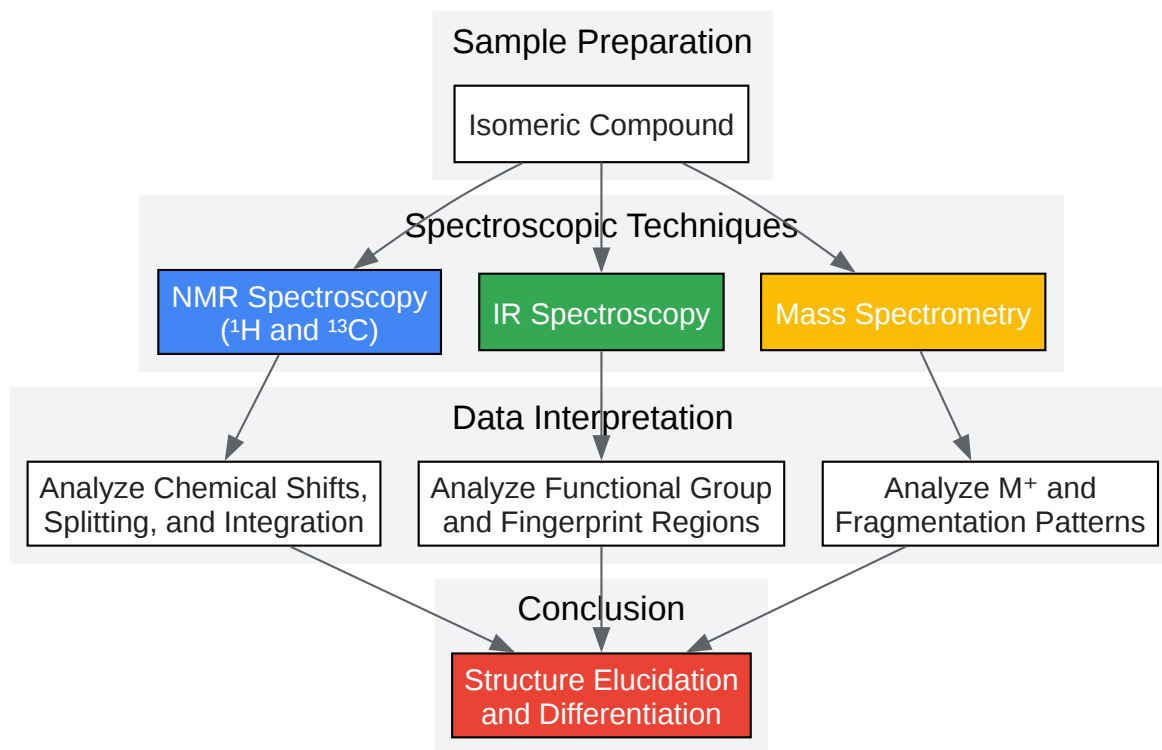 Sample Preparation
Isomeric Compound
Spectroscopic Techniques
NMR Spectroscopy
(¹H and ¹³C)
IR Spectroscopy
Mass Spectrometry
Data Interpretation
Analyze Chemical Shifts,
Splitting, and Integration
Analyze Functional Group
and Fingerprint Regions
Analyze M⁺ and
Fragmentation Patterns
Conclusion
Structure Elucidation
and Differentiation